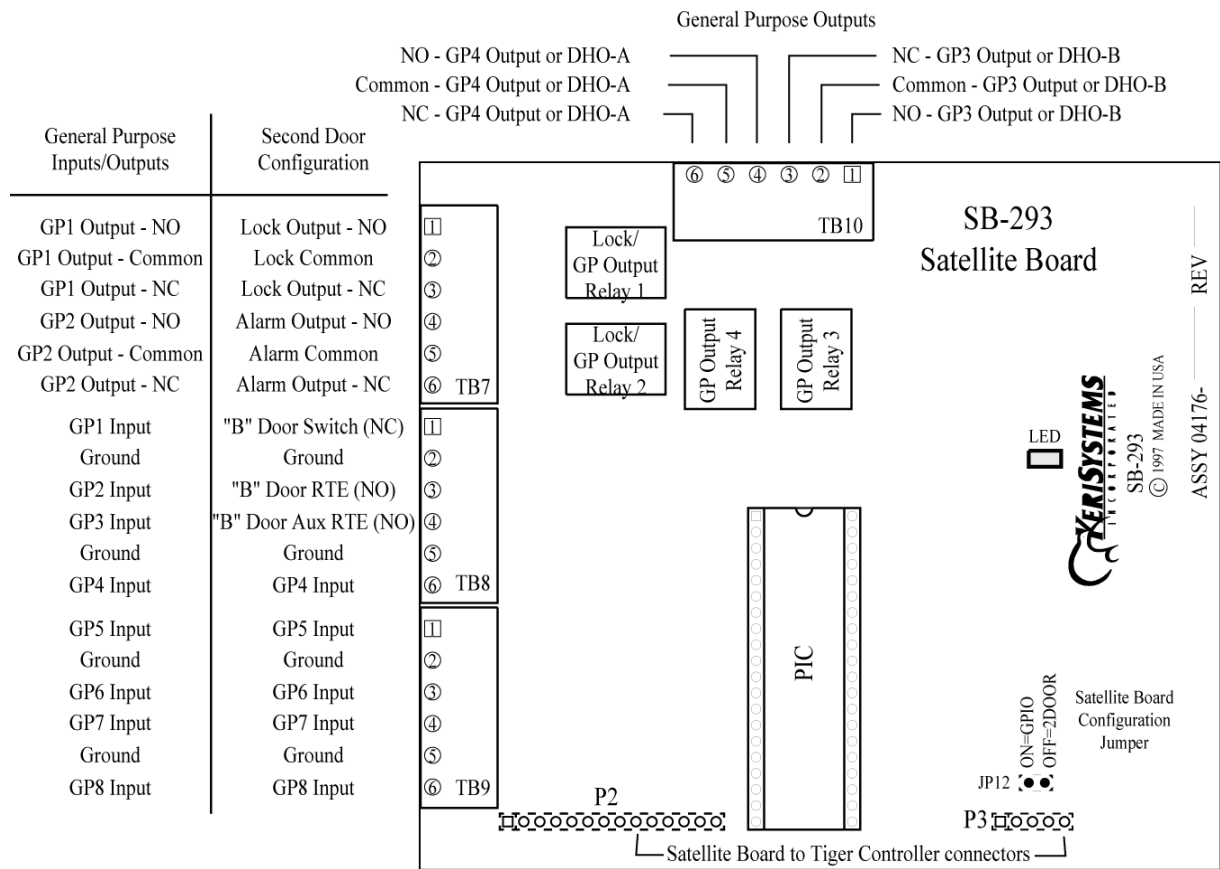 General Purpose Outputs
NO - GP4 Output or DHO-A
NC - GP3 Output or DHO-B
Common - GP4 Output or DHO-A
Common - GP3 Output or DHO-B
NC - GP4 Output or DHO-A
NO - GP3 Output or DHO-B
General Purpose
Inputs/Outputs
Second Door
Configuration
6 5 4 3 2 1
TB10
GP1 Output - NO Lock Output - NO 1
GP1 Output - Common Lock Common 2
GP1 Output - NC Lock Output - NC 3
GP2 Output - NO Alarm Output - NO 4
GP2 Output - Common Alarm Common 5
GP2 Output - NC Alarm Output - NC 6 TB7
GP1 Input "B" Door Switch (NC) 1
Ground Ground 2
GP2 Input "B" Door RTE (NO) 3
GP3 Input "B" Door Aux RTE (NO) 4
Ground Ground 5
GP4 Input GP4 Input 6 TB8
GP5 Input GP5 Input 1
Ground Ground 2
GP6 Input GP6 Input 3
GP7 Input GP7 Input 4
Ground Ground 5
GP8 Input GP8 Input 6 TB9
Lock/
GP Output
Relay 1
Lock/
GP Output
Relay 2
GP Output
Relay 4
GP Output
Relay 3
SB-293
Satellite Board
LED
KERISYSTEMS
INCORPORATED
SB-293
© 1997 MADE IN USA
ASSY 04176- REV
PIC
ON=GPIO
OFF=2DOOR
Satellite Board
Configuration
Jumper
JP12
P2
P3
Satellite Board to Tiger Controller connectors